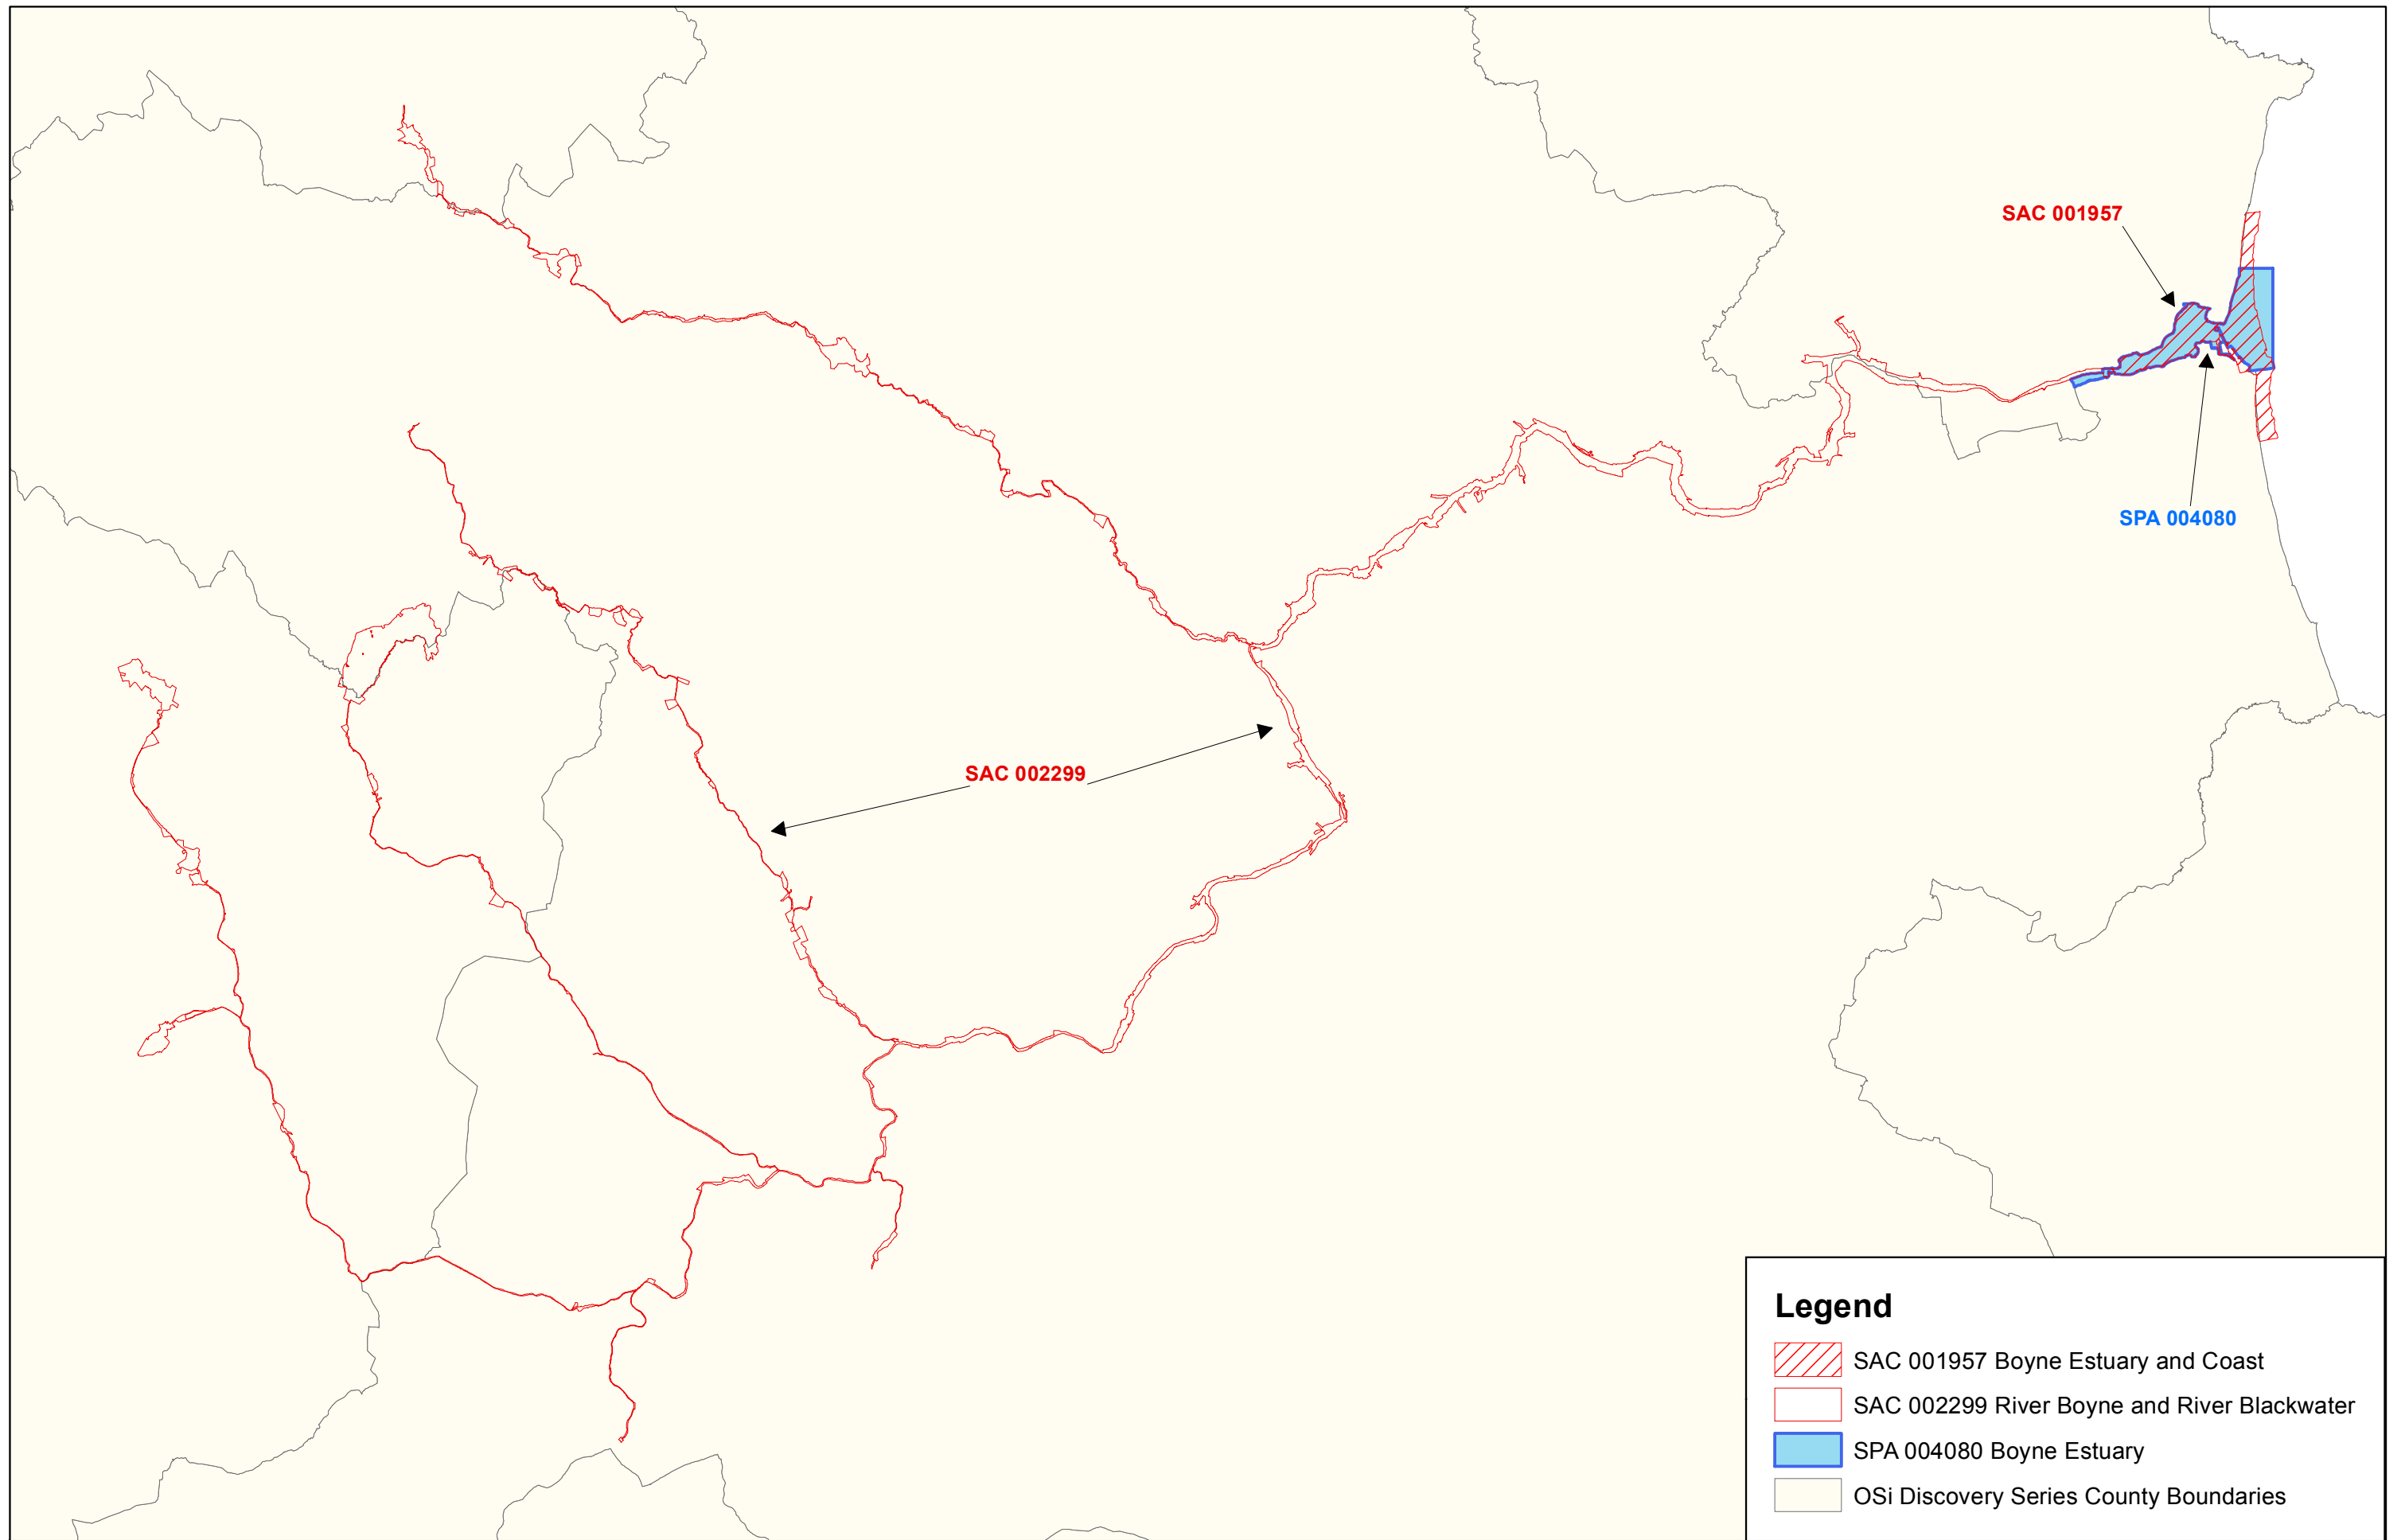 SAC 001957
SPA 004080
SAC 002299
Legend
SAC 001957 Boyne Estuary and Coast
SAC 002299 River Boyne and River Blackwater
SPA 004080 Boyne Estuary
OSi Discovery Series County Boundaries